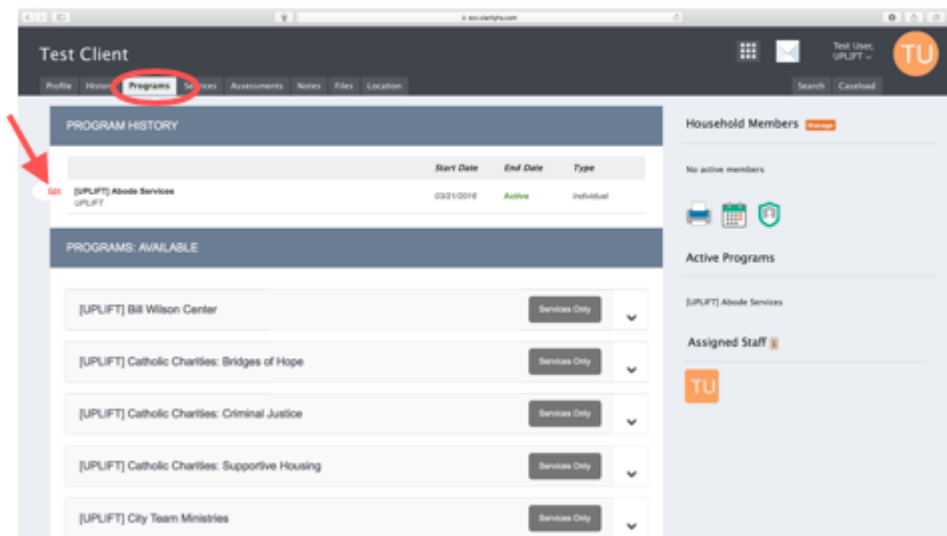 scc.clarityhs.com
Test Client
Test User,
UPLIFT
TU
Profile History Programs Services Assessments Notes Files Location
Search Caseload
PROGRAM HISTORY
Start Date End Date Type
Edit [UPLIFT] Abode Services 03/21/2016 Active Individual
UPLIFT
PROGRAMS: AVAILABLE
[UPLIFT] Bill Wilson Center Services Only
[UPLIFT] Catholic Charities: Bridges of Hope Services Only
[UPLIFT] Catholic Charities: Criminal Justice Services Only
[UPLIFT] Catholic Charities: Supportive Housing Services Only
[UPLIFT] City Team Ministries Services Only
Household Members Manage
No active members
Active Programs
[UPLIFT] Abode Services
Assigned Staff
TU